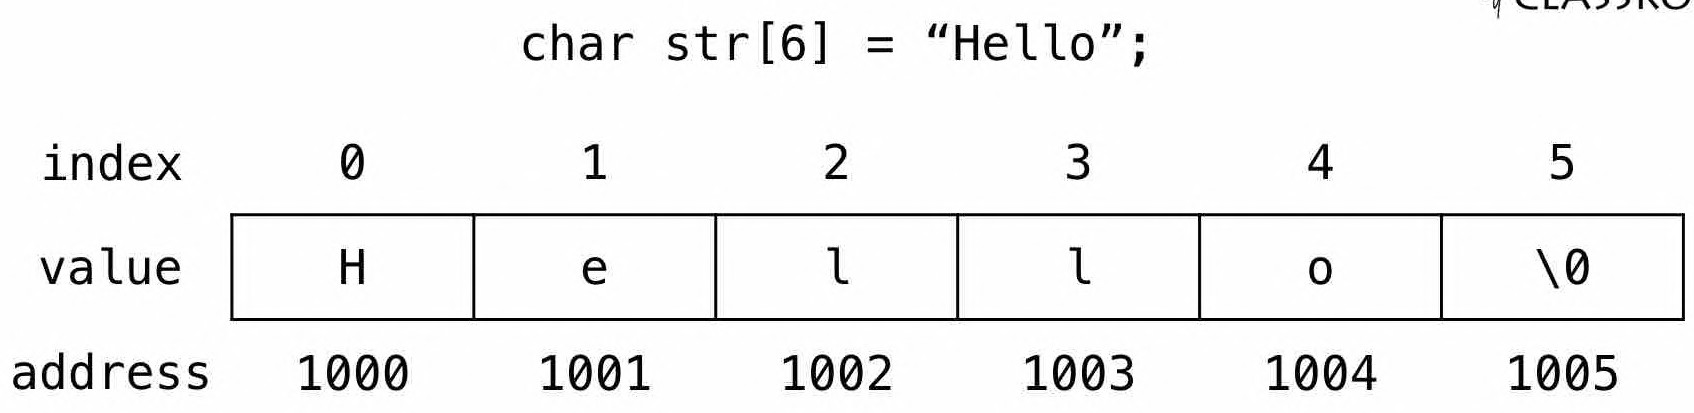 char str[6] = “Hello”;
index 0 1 2 3 4 5
value H e l l o \0
address 1000 1001 1002 1003 1004 1005